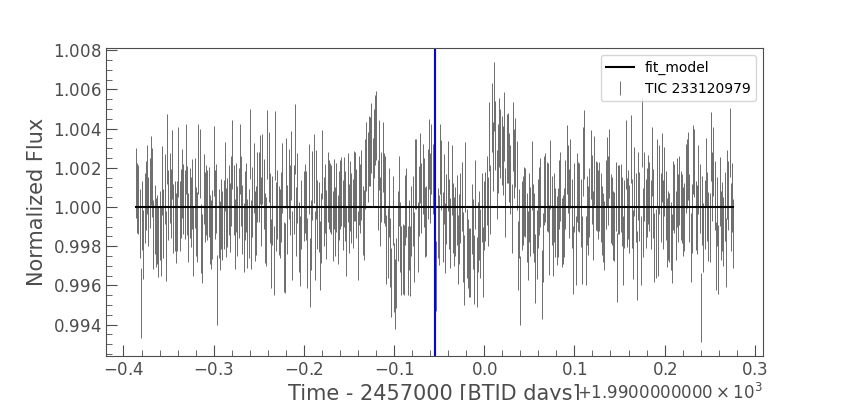 1.008
1.006
1.004
1.002
1.000
0.998
0.996
0.994
Normalized Flux
fit_model
TIC 233120979
−0.4 −0.3 −0.2 −0.1 0.0 0.1 0.2 0.3
Time - 2457000 [BTJD days]
+1.9900000000 × 10³